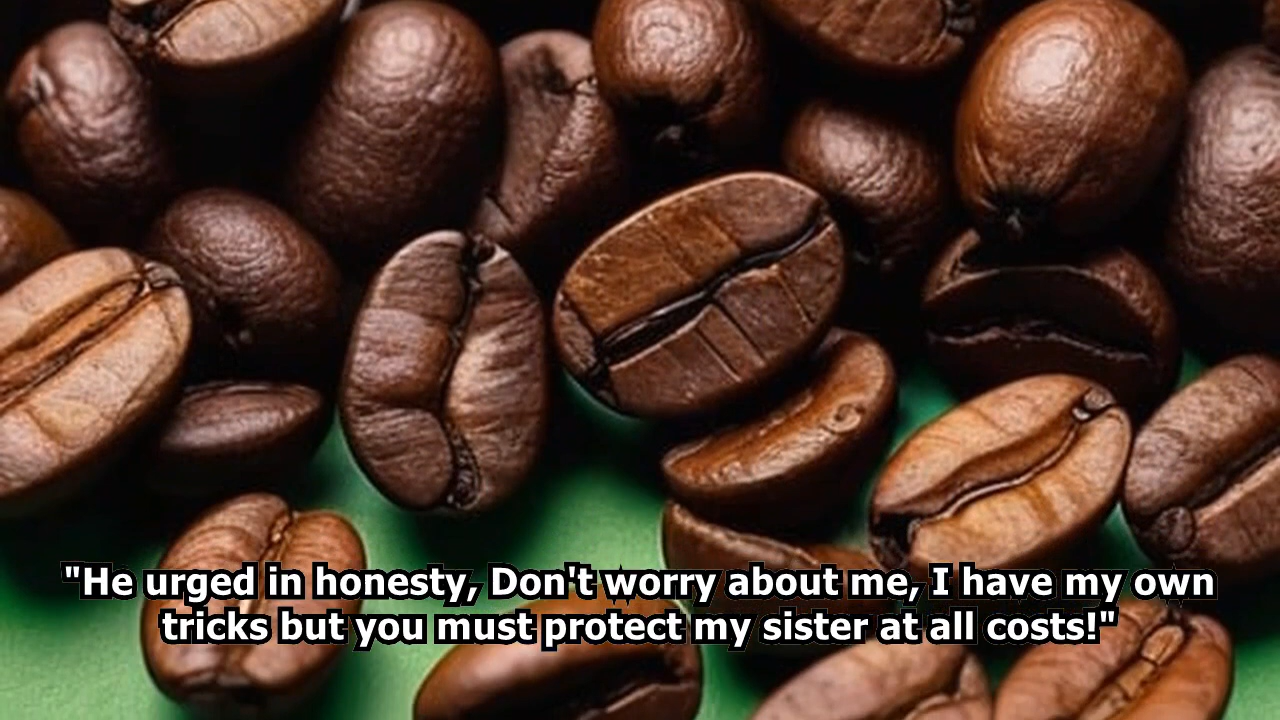 "He urged in honesty, Don't worry about me, I have my own
tricks but you must protect my sister at all costs!"